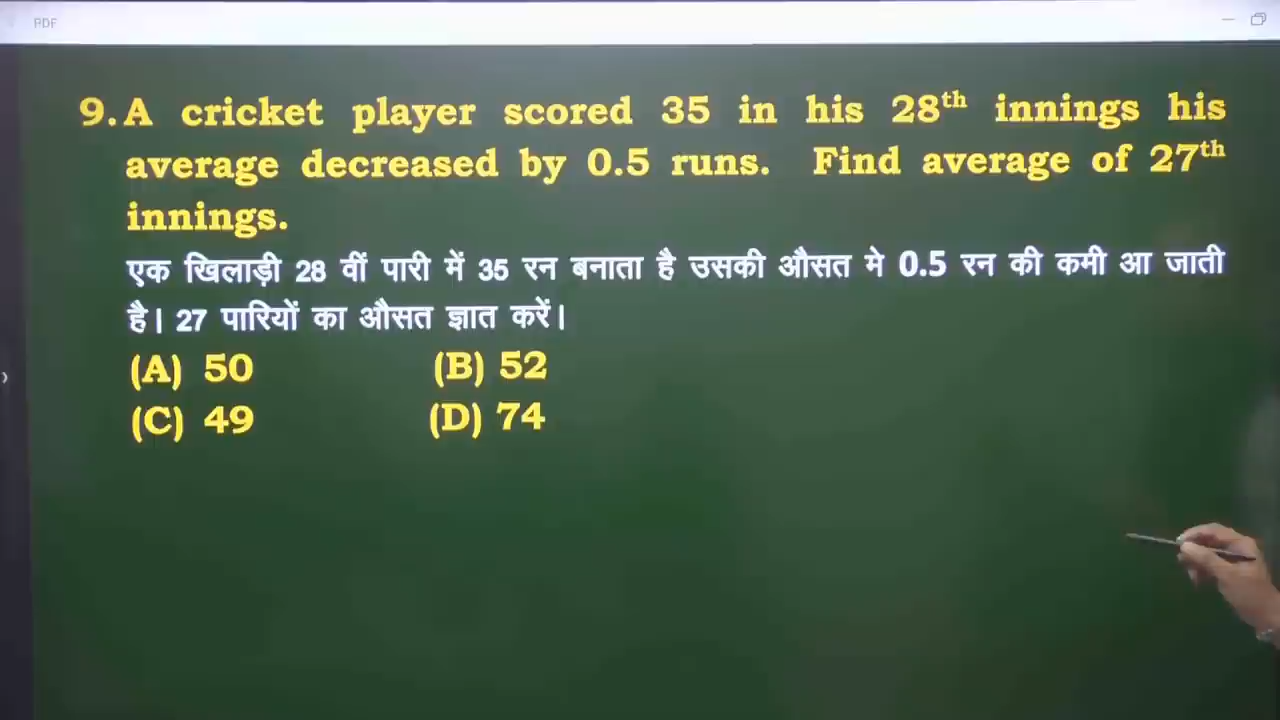 PDF
9. A cricket player scored 35 in his 28th innings his
average decreased by 0.5 runs. Find average of 27th
innings.
एक खिलाड़ी 28 वीं पारी में 35 रन बनाता है उसकी औसत मे 0.5 रन की कमी आ जाती
है। 27 पारियों का औसत ज्ञात करें।
(A) 50 (B) 52
(C) 49 (D) 74